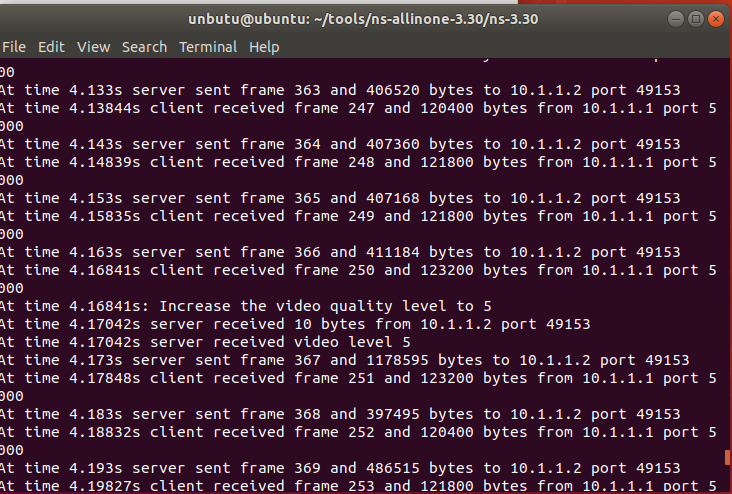 unbutu@ubuntu: ~/tools/ns-allinone-3.30/ns-3.30
File Edit View Search Terminal Help
00
At time 4.133s server sent frame 363 and 406520 bytes to 10.1.1.2 port 49153
At time 4.13844s client received frame 247 and 120400 bytes from 10.1.1.1 port 5
000
At time 4.143s server sent frame 364 and 407360 bytes to 10.1.1.2 port 49153
At time 4.14839s client received frame 248 and 121800 bytes from 10.1.1.1 port 5
000
At time 4.153s server sent frame 365 and 407168 bytes to 10.1.1.2 port 49153
At time 4.15835s client received frame 249 and 121800 bytes from 10.1.1.1 port 5
000
At time 4.163s server sent frame 366 and 411184 bytes to 10.1.1.2 port 49153
At time 4.16841s client received frame 250 and 123200 bytes from 10.1.1.1 port 5
000
At time 4.16841s: Increase the video quality level to 5
At time 4.17042s server received 10 bytes from 10.1.1.2 port 49153
At time 4.17042s server received video level 5
At time 4.173s server sent frame 367 and 1178595 bytes to 10.1.1.2 port 49153
At time 4.17848s client received frame 251 and 123200 bytes from 10.1.1.1 port 5
000
At time 4.183s server sent frame 368 and 397495 bytes to 10.1.1.2 port 49153
At time 4.18832s client received frame 252 and 120400 bytes from 10.1.1.1 port 5
000
At time 4.193s server sent frame 369 and 486515 bytes to 10.1.1.2 port 49153
At time 4.19827s client received frame 253 and 121800 bytes from 10.1.1.1 port 5